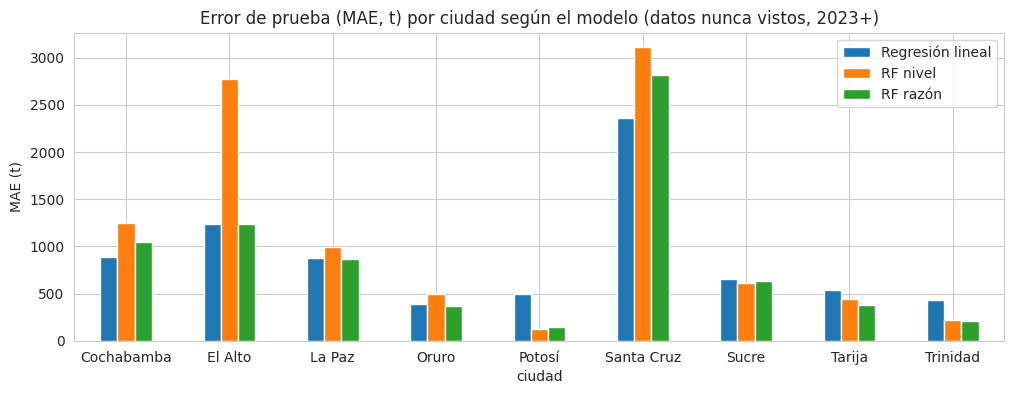 Error de prueba (MAE, t) por ciudad según el modelo (datos nunca vistos, 2023+)
Regresión lineal
RF nivel
RF razón
MAE (t)
3000
2500
2000
1500
1000
500
0
Cochabamba
El Alto
La Paz
Oruro
Potosí
Santa Cruz
Sucre
Tarija
Trinidad
ciudad